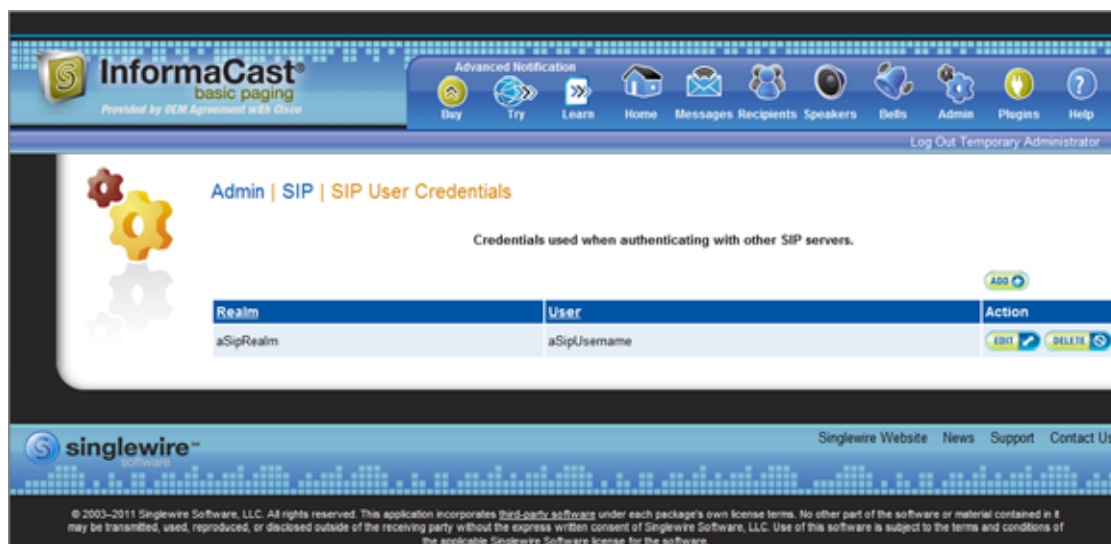 InformaCast®
basic paging
Provided by OEM Agreement with Cisco
Advanced Notification
Buy Try Learn Home Messages Recipients Speakers Bells Admin Plugins Help
Log Out Temporary Administrator
Admin | SIP | SIP User Credentials
Credentials used when authenticating with other SIP servers.
ADD
Realm User Action
aSipRealm aSipUsername EDIT DELETE
singlewire
software
Singlewire Website News Support Contact Us
© 2003–2011 Singlewire Software, LLC. All rights reserved. This application incorporates third-party software under each package's own license terms. No other part of the software or material contained in it
may be transmitted, used, reproduced, or disclosed outside of the receiving party without the express written consent of Singlewire Software, LLC. Use of this software is subject to the terms and conditions of
the applicable Singlewire Software license for the software.